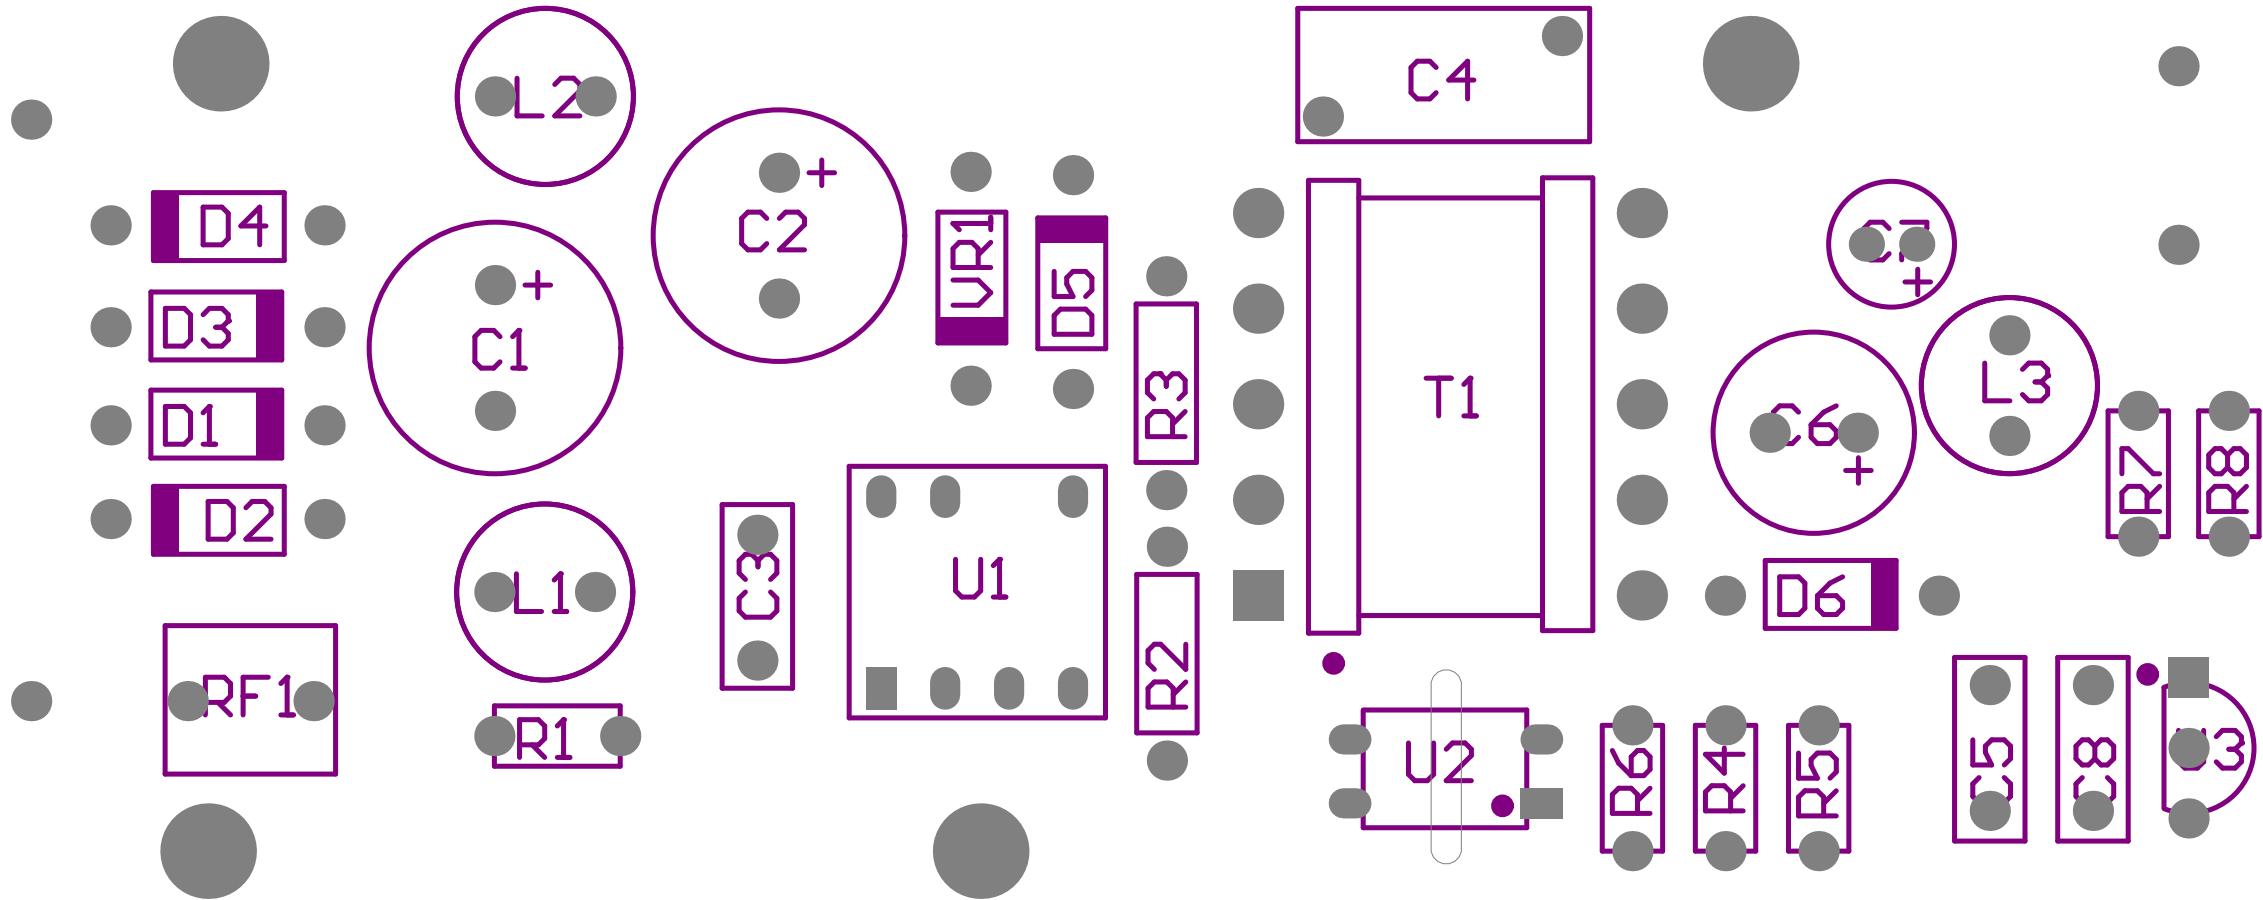 L2
C4
+
D4
C2
VR1
C7
+
D5
+
D3
C1
R3
T1
L3
C6
+
D1
R7
R8
D2
C3
U1
L1
D6
R2
RF1
R1
U2
R6
R4
R5
C5
C8
U3